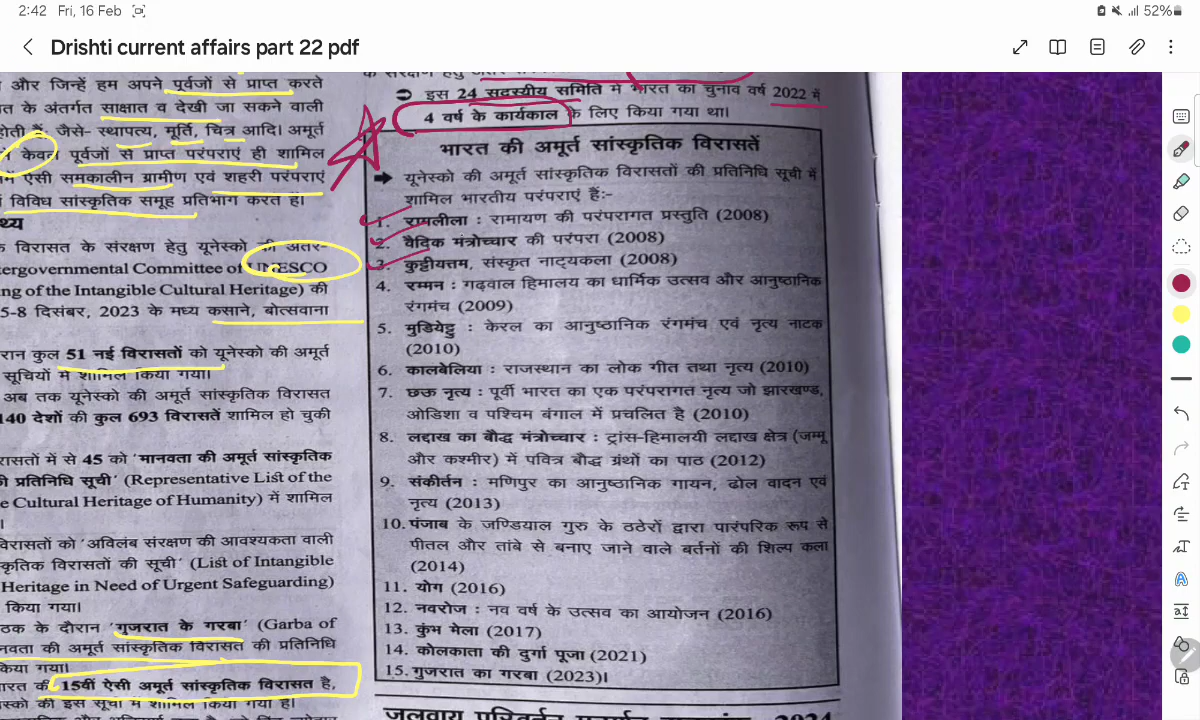 2:42 Fri, 16 Feb
52%
Drishti current affairs part 22 pdf
और जिन्हें हम अपने पूर्वजों से प्राप्त करते
के अंतर्गत साक्षात व देखी जा सकने वाली
जैसे- स्थापत्य, मूर्ति, चित्र आदि। अमूर्त
केवल पूर्वजों से प्राप्त परंपराएं ही शामिल
ऐसी समकालीन ग्रामीण एवं शहरी परंपराएं
विविध सांस्कृतिक समूह प्रतिभाग करते हैं।
विरासत के संरक्षण हेतु यूनेस्को की अंतर-
tergovernmental Committee of UNESCO
ing of the Intangible Cultural Heritage) की
5-8 दिसंबर, 2023 के मध्य कसाने, बोत्सवाना
कुल 51 नई विरासतों को यूनेस्को की अमूर्त
सूचियों में शामिल किया गया।
अब तक यूनेस्को की अमूर्त सांस्कृतिक विरासत
140 देशों की कुल 693 विरासतें शामिल हो चुकी
में से 45 को 'मानवता की अमूर्त सांस्कृतिक
प्रतिनिधि सूची' (Representative List of the
e Cultural Heritage of Humanity) में शामिल
विरासतों को 'अविलंब संरक्षण की आवश्यकता वाली
विरासतों की सूची' (List of Intangible
Heritage in Need of Urgent Safeguarding)
किया गया।
के दौरान 'गुजरात के गरबा' (Garba of
की अमूर्त सांस्कृतिक विरासत की प्रतिनिधि
किया गया।
15वीं ऐसी अमूर्त सांस्कृतिक विरासत है,
की इस सूची में शामिल किया गया है।
के संरक्षण हेतु
इस 24 सदस्यीय समिति में भारत का चुनाव वर्ष 2022 में
4 वर्ष के कार्यकाल के लिए किया गया था।
भारत की अमूर्त सांस्कृतिक विरासतें
यूनेस्को की अमूर्त सांस्कृतिक विरासतों की प्रतिनिधि सूची में
शामिल भारतीय परंपराएं हैं:-
1. रामलीला : रामायण की परंपरागत प्रस्तुति (2008)
2. वैदिक मंत्रोच्चार की परंपरा (2008)
3. कुट्टीयत्तम, संस्कृत नाट्यकला (2008)
4. रम्मन : गढ़वाल हिमालय का धार्मिक उत्सव और आनुष्ठानिक
रंगमंच (2009)
5. मुडियेट्टु : केरल का आनुष्ठानिक रंगमंच एवं नृत्य नाटक
(2010)
6. कालबेलिया : राजस्थान का लोक गीत तथा नृत्य (2010)
7. छऊ नृत्य : पूर्वी भारत का एक परंपरागत नृत्य जो झारखण्ड,
ओडिशा व पश्चिम बंगाल में प्रचलित है (2010)
8. लद्दाख का बौद्ध मंत्रोच्चार : ट्रांस-हिमालयी लद्दाख क्षेत्र (जम्मू
और कश्मीर) में पवित्र बौद्ध ग्रंथों का पाठ (2012)
9. संकीर्तन : मणिपुर का आनुष्ठानिक गायन, ढोल वादन एवं
नृत्य (2013)
10. पंजाब के जण्डियाल गुरु के ठठेरों द्वारा पारंपरिक रूप से
पीतल और तांबे से बनाए जाने वाले बर्तनों की शिल्प कला
(2014)
11. योग (2016)
12. नवरोज : नव वर्ष के उत्सव का आयोजन (2016)
13. कुंभ मेला (2017)
14. कोलकाता की दुर्गा पूजा (2021)
15. गुजरात का गरबा (2023)।